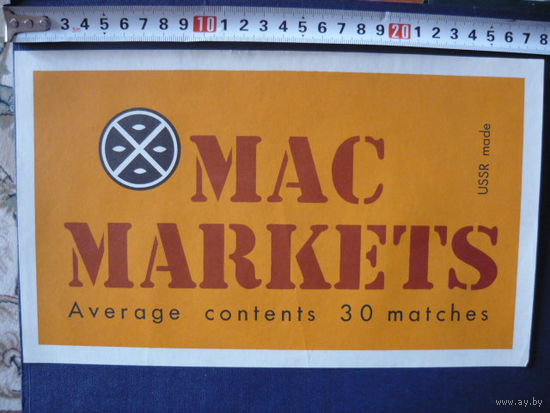 3 4 5 6 7 8 9 10 1 2 3 4 5 6 7 8 9 20 1 2 3 4 5 6 7 8
MAC
MARKETS
USSR made
Average contents 30 matches
www.ay.by